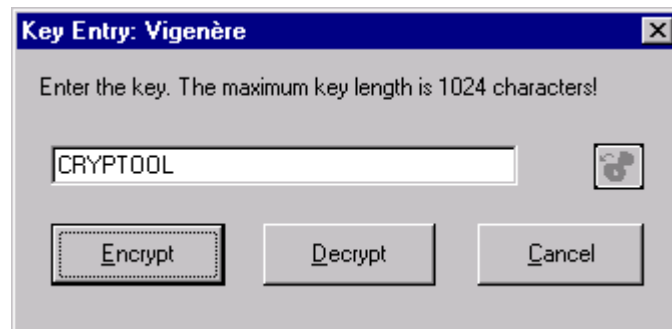 Key Entry: Vigenère
Enter the key. The maximum key length is 1024 characters!
CRYPTOOL
Encrypt Decrypt Cancel